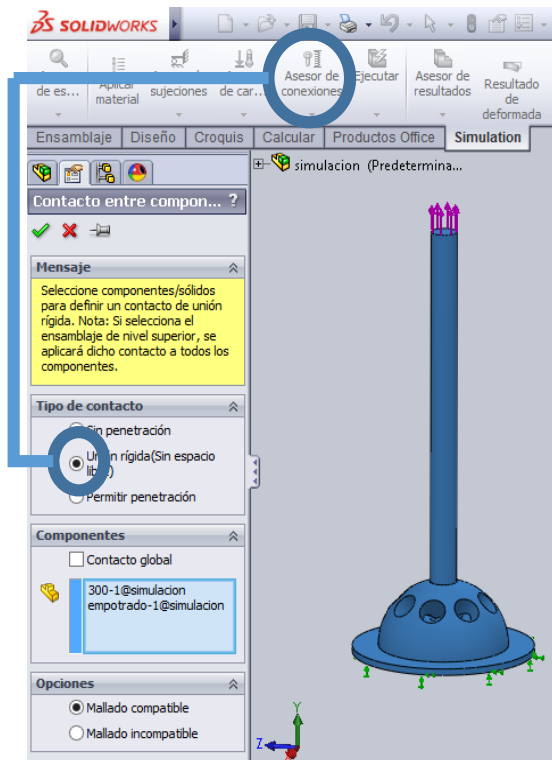 SOLIDWORKS
de es...
Aplicar
material
sujeciones
de car...
Asesor de
conexiones
Ejecutar
Asesor de
resultados
Resultado
de
deformada
Ensamblaje Diseño Croquis Calcular Productos Office Simulation
simulacion (Predetermina...
Contacto entre compon... ?
Mensaje
Seleccione componentes/sólidos
para definir un contacto de unión
rígida. Nota: Si selecciona el
ensamblaje de nivel superior, se
aplicará dicho contacto a todos los
componentes.
Tipo de contacto
Sin penetración
Unión rígida(Sin espacio
libre)
Permitir penetración
Componentes
Contacto global
300-1@simulacion
empotrado-1@simulacion
Opciones
Mallado compatible
Mallado incompatible
Y
Z